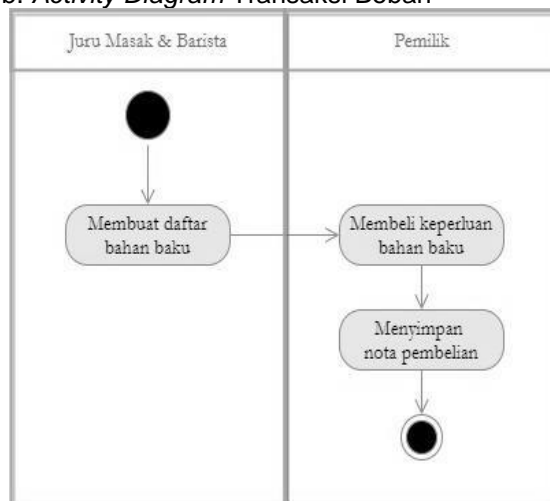 b. Activity Diagram Transaksi Beban
Juru Masak & Barista
Pemilik
Membuat daftar
bahan baku
Membeli keperluan
bahan baku
Menyimpan
nota pembelian